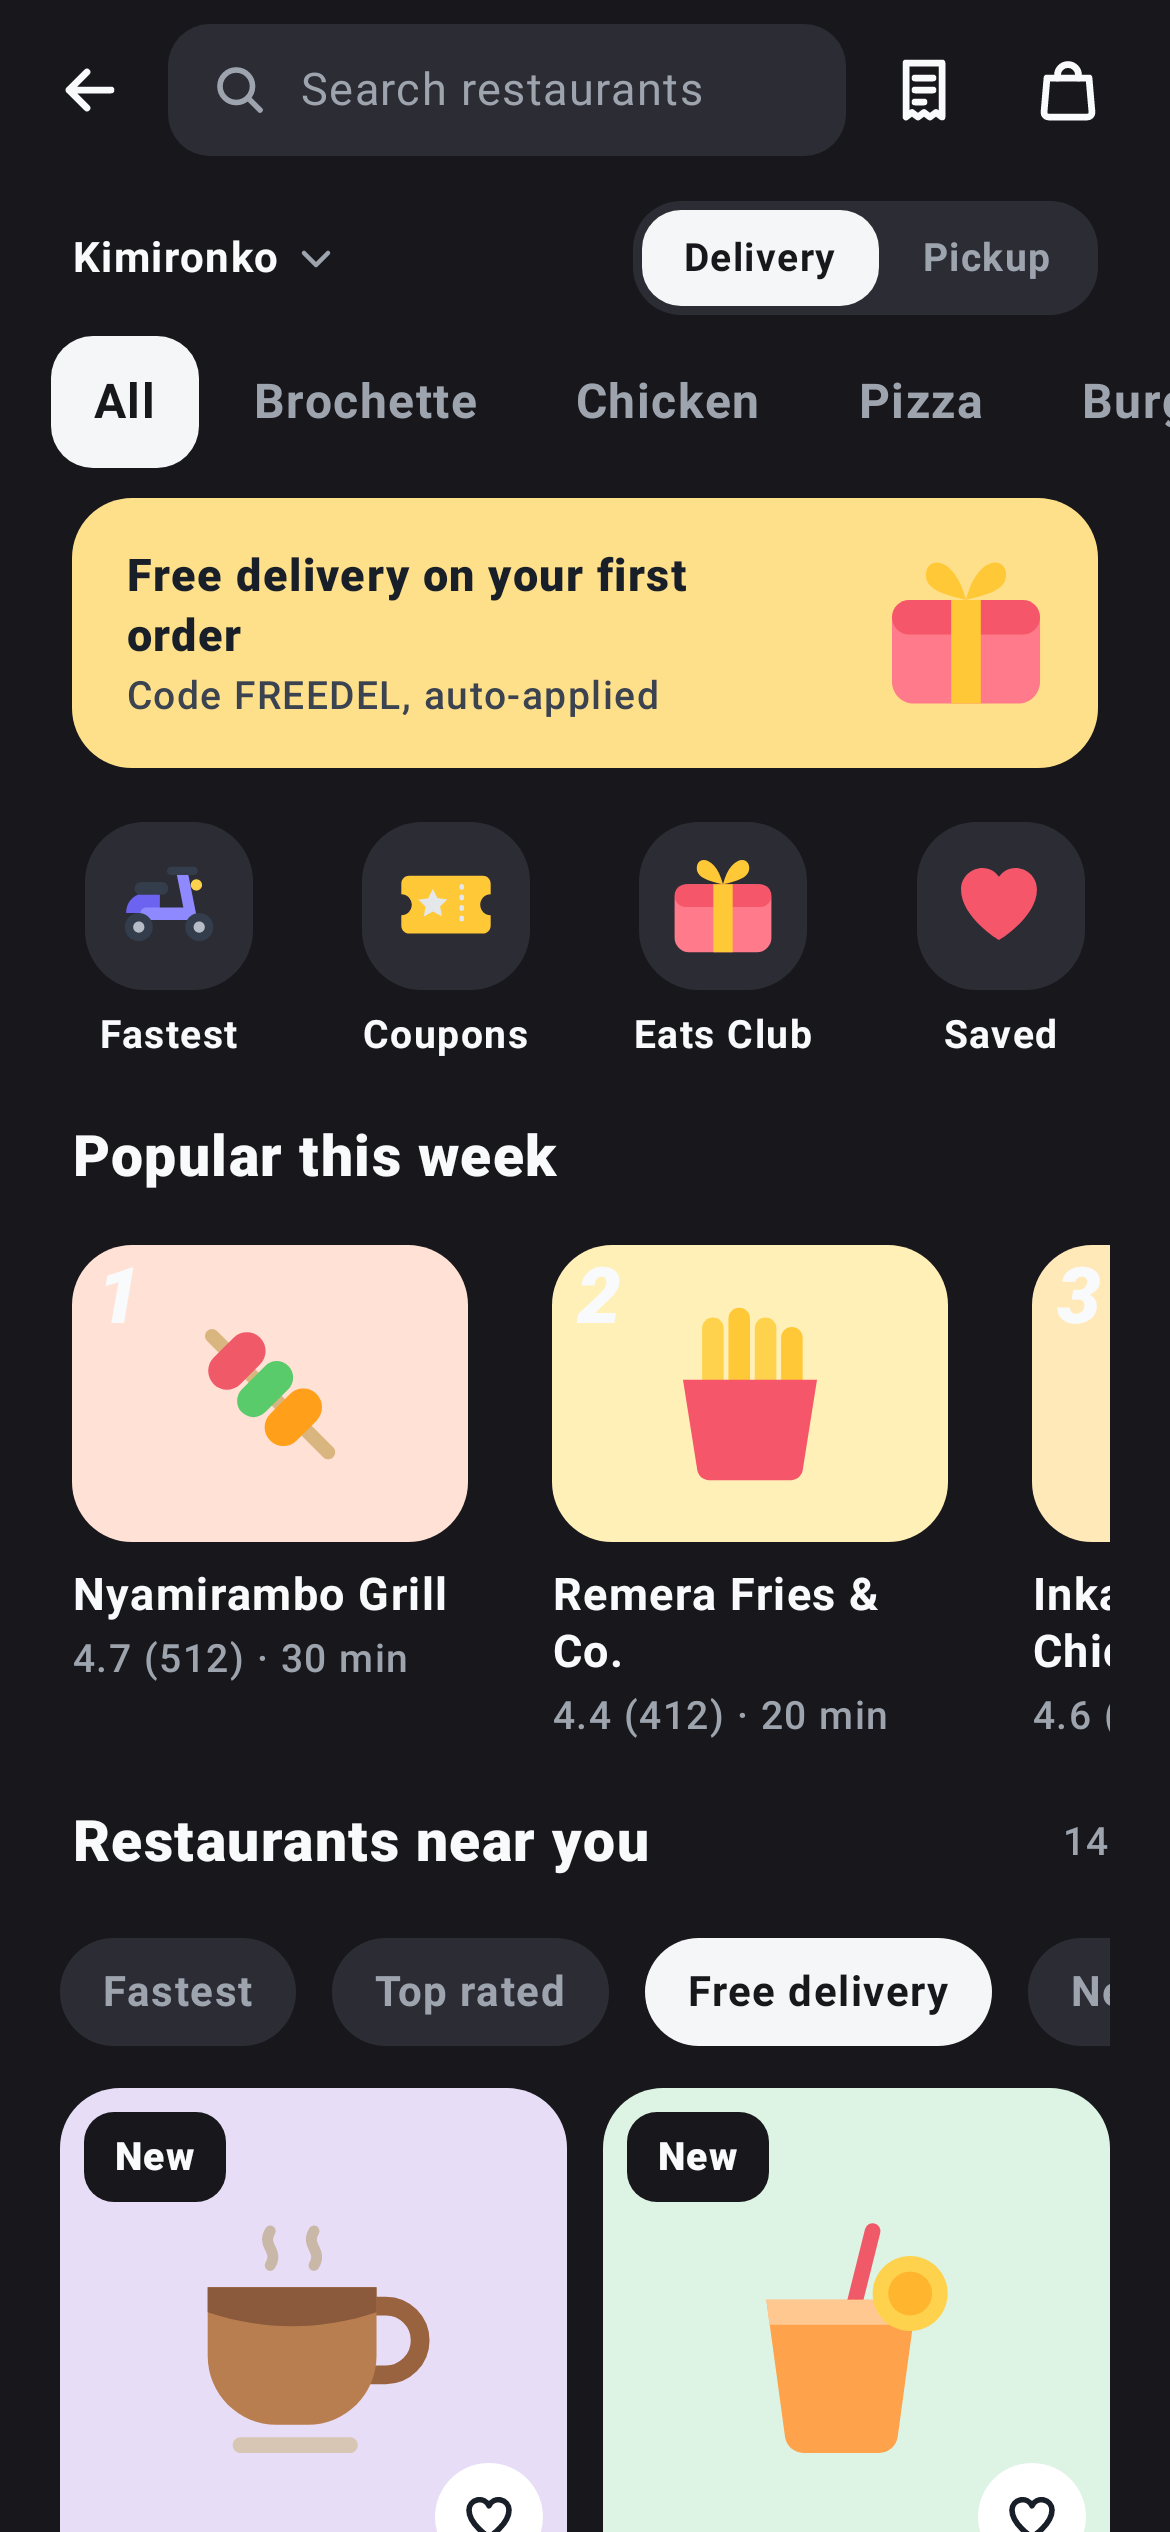 Search restaurants
Kimironko
Delivery
Pickup
All
Brochette
Chicken
Pizza
Free delivery on your first
order
Code FREEDEL, auto-applied
Fastest
Coupons
Eats Club
Saved
Popular this week
1
2
3
Nyamirambo Grill
4.7 (512) · 30 min
Remera Fries &
Co.
4.4 (412) · 20 min
4.6
Restaurants near you
14
Fastest
Top rated
Free delivery
New
New